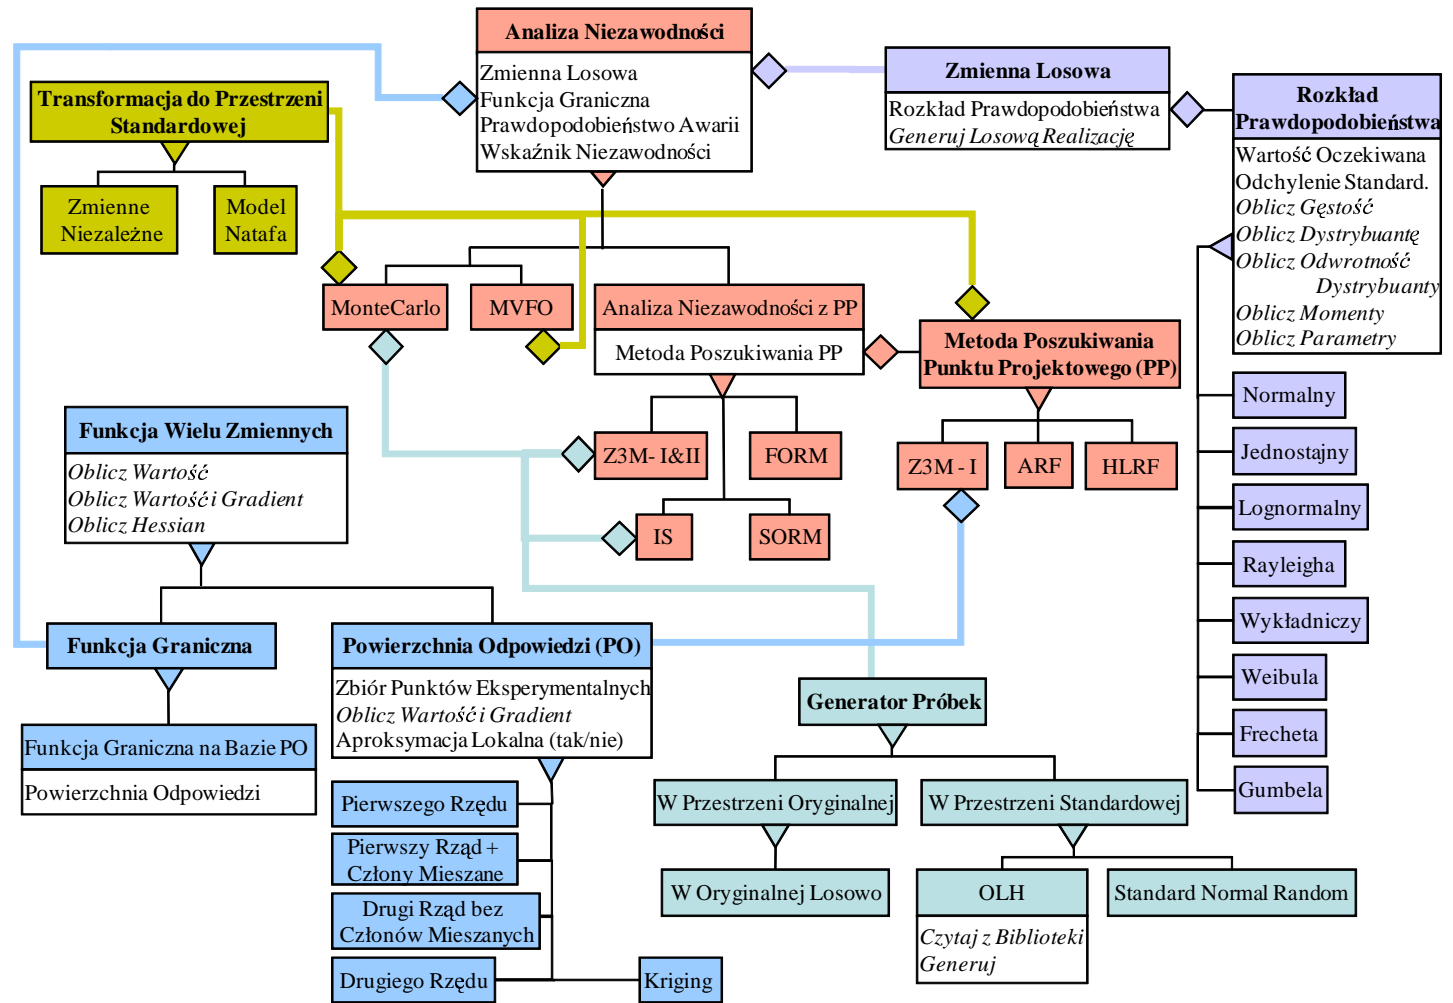 Analiza Niezawodności
Zmienna Losowa
Funkcja Graniczna
Prawdopodobieństwo Awarii
Wskaźnik Niezawodności
Zmienna Losowa
Rozkład Prawdopodobieństwa
Generuj Losową Realizację
Rozkład
Prawdopodobieństwa
Wartość Oczekiwana
Odchylenie Standard.
Oblicz Gęstość
Oblicz Dystrybuantę
Oblicz Odwrotność
Dystrybuanty
Oblicz Momenty
Oblicz Parametry
Normalny
Jednostajny
Lognormalny
Rayleigha
Wykładniczy
Weibula
Frecheta
Gumbela
Transformacja do Przestrzeni
Standardowej
Zmienne
Niezależne
Model
Natafa
MonteCarlo
MVFO
Analiza Niezawodności z PP
Metoda Poszukiwania PP
Metoda Poszukiwania
Punktu Projektowego (PP)
Z3M- I&II
FORM
IS
SORM
Z3M - I
ARF
HLRF
Funkcja Wielu Zmiennych
Oblicz Wartość
Oblicz Wartość i Gradient
Oblicz Hessian
Funkcja Graniczna
Funkcja Graniczna na Bazie PO
Powierzchnia Odpowiedzi
Powierzchnia Odpowiedzi (PO)
Zbiór Punktów Eksperymentalnych
Oblicz Wartość i Gradient
Aproksymacja Lokalna (tak/nie)
Pierwszego Rzędu
Pierwszy Rząd +
Człony Mieszane
Drugi Rząd bez
Członów Mieszanych
Drugiego Rzędu
Kriging
Generator Próbek
W Przestrzeni Oryginalnej
W Przestrzeni Standardowej
W Oryginalnej Losowo
OLH
Czytaj z Biblioteki
Generuj
Standard Normal Random